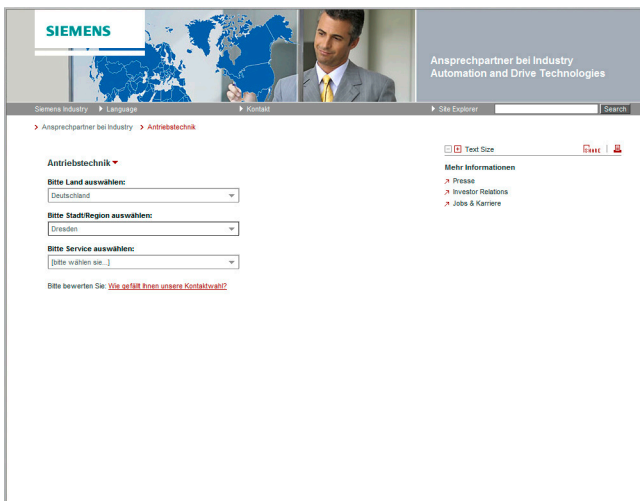 SIEMENS
Ansprechpartner bei Industry
Automation and Drive Technologies
Siemens Industry Language Kontakt Site Explorer Search
Ansprechpartner bei Industry Antriebstechnik
Text Size SHARE
Antriebstechnik
Mehr Informationen
Bitte Land auswählen:
Presse
Deutschland
Investor Relations
Jobs & Karriere
Bitte Stadt/Region auswählen:
Dresden
Bitte Service auswählen:
[bitte wählen sie...]
Bitte bewerten Sie: Wie gefällt Ihnen unsere Kontaktwahl?